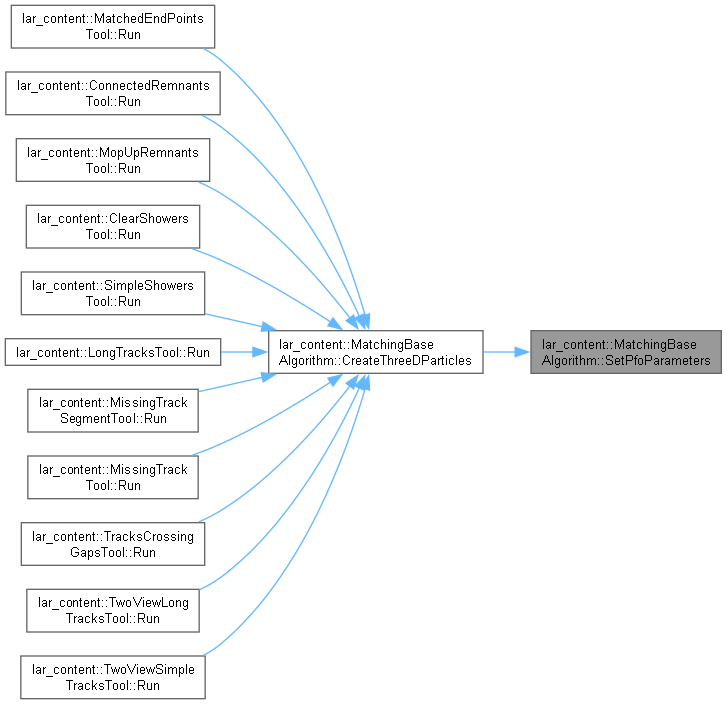 lar_content::MatchedEndPoints
Tool::Run
lar_content::ConnectedRemnants
Tool::Run
lar_content::MopUpRemnants
Tool::Run
lar_content::ClearShowers
Tool::Run
lar_content::SimpleShowers
Tool::Run
lar_content::LongTracksTool::Run
lar_content::MissingTrack
SegmentTool::Run
lar_content::MissingTrack
Tool::Run
lar_content::TracksCrossing
GapsTool::Run
lar_content::TwoViewLong
TracksTool::Run
lar_content::TwoViewSimple
TracksTool::Run
lar_content::MatchingBase
Algorithm::CreateThreeDParticles
lar_content::MatchingBase
Algorithm::SetPfoParameters